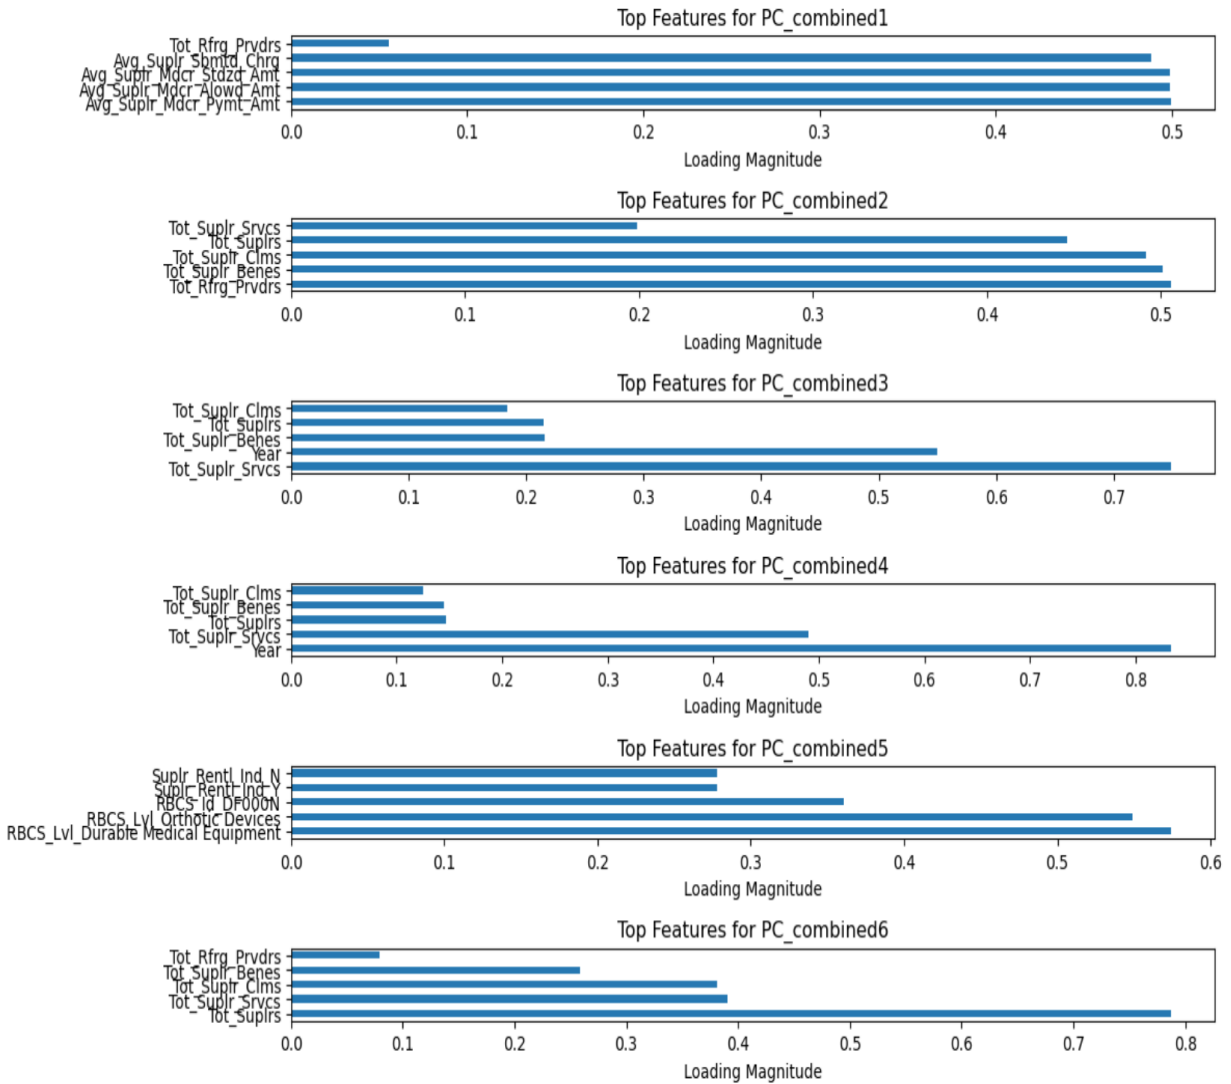 Top Features for PC_combined1
Tot_Rfrg_Prvdrs
Avg_Suplr_Sbmtd_Chrg
Avg_Suplr_Mdcr_Stdzd_Amt
Avg_Suplr_Mdcr_Alowd_Amt
Avg_Suplr_Mdcr_Pymt_Amt
0.0 0.1 0.2 0.3 0.4 0.5
Loading Magnitude
Top Features for PC_combined2
Tot_Suplr_Srvcs
Tot_Suplrs
Tot_Suplr_Clms
Tot_Suplr_Benes
Tot_Rfrg_Prvdrs
0.0 0.1 0.2 0.3 0.4 0.5
Loading Magnitude
Top Features for PC_combined3
Tot_Suplr_Clms
Tot_Suplrs
Tot_Suplr_Benes
Year
Tot_Suplr_Srvcs
0.0 0.1 0.2 0.3 0.4 0.5 0.6 0.7
Loading Magnitude
Top Features for PC_combined4
Tot_Suplr_Clms
Tot_Suplr_Benes
Tot_Suplrs
Tot_Suplr_Srvcs
Year
0.0 0.1 0.2 0.3 0.4 0.5 0.6 0.7 0.8
Loading Magnitude
Top Features for PC_combined5
Suplr_Rentl_Ind_N
Suplr_Rentl_Ind_Y
RBCS_Id_DF000N
RBCS_Lvl_Orthotic Devices
RBCS_Lvl_Durable Medical Equipment
0.0 0.1 0.2 0.3 0.4 0.5 0.6
Loading Magnitude
Top Features for PC_combined6
Tot_Rfrg_Prvdrs
Tot_Suplr_Benes
Tot_Suplr_Clms
Tot_Suplr_Srvcs
Tot_Suplrs
0.0 0.1 0.2 0.3 0.4 0.5 0.6 0.7 0.8
Loading Magnitude